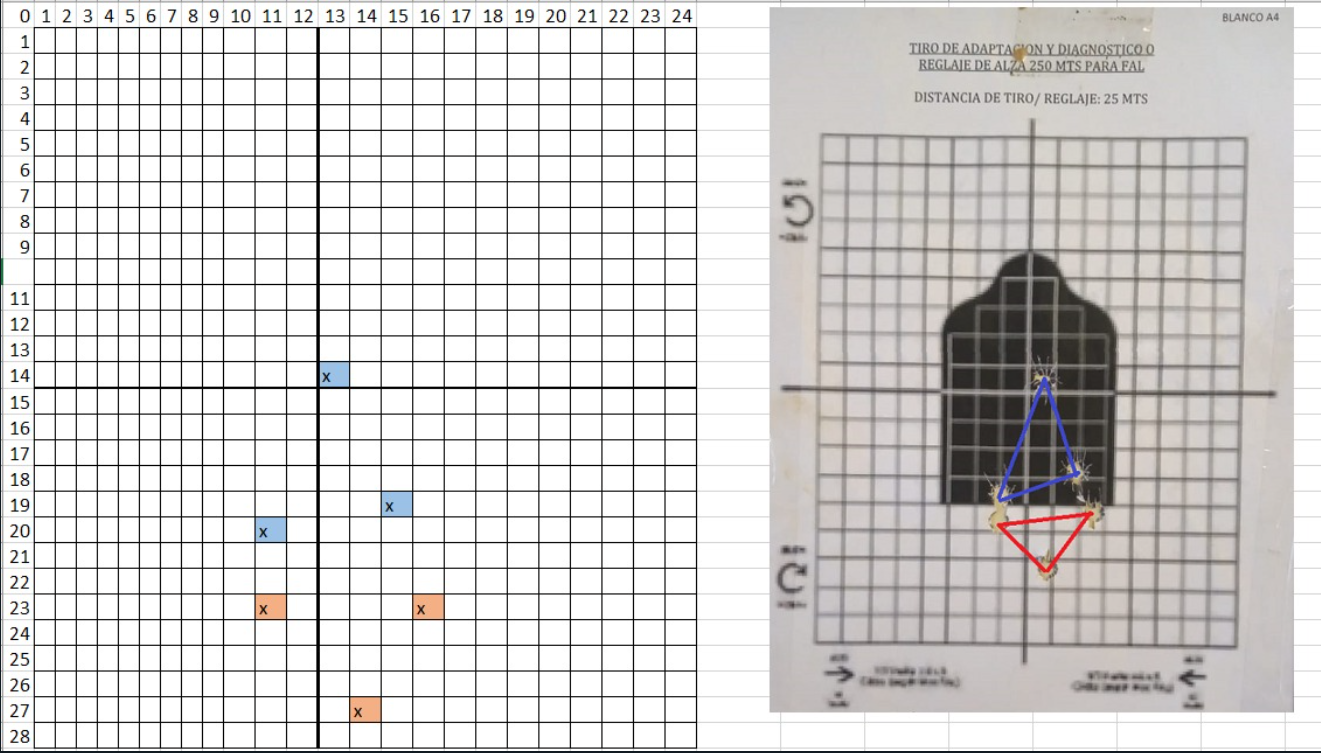 0 1 2 3 4 5 6 7 8 9 10 11 12 13 14 15 16 17 18 19 20 21 22 23 24
1
2
3
4
5
6
7
8
9
11
12
13
14 x
15
16
17
18
19 x
20 x
21
22
23 x x
24
25
26
27 x
28
BLANCO A4
TIRO DE ADAPTACION Y DIAGNOSTICO O
REGLAJE DE ALZA 250 MTS PARA FAL
DISTANCIA DE TIRO/ REGLAJE: 25 MTS